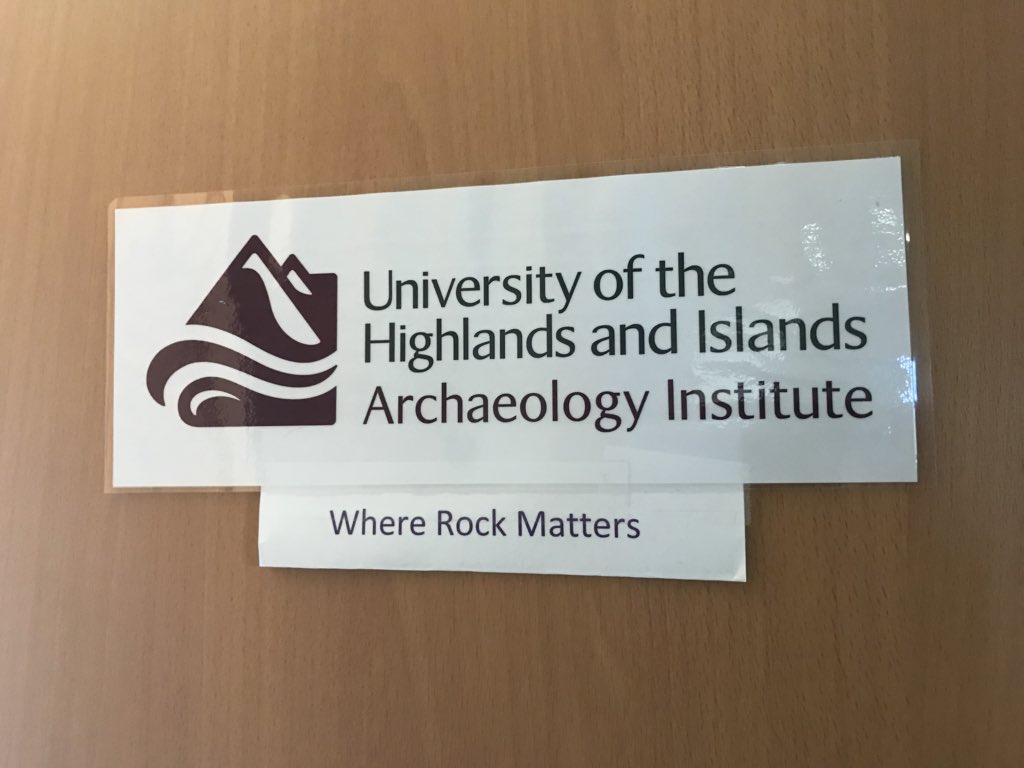 University of the
Highlands and Islands
Archaeology Institute
Where Rock Matters